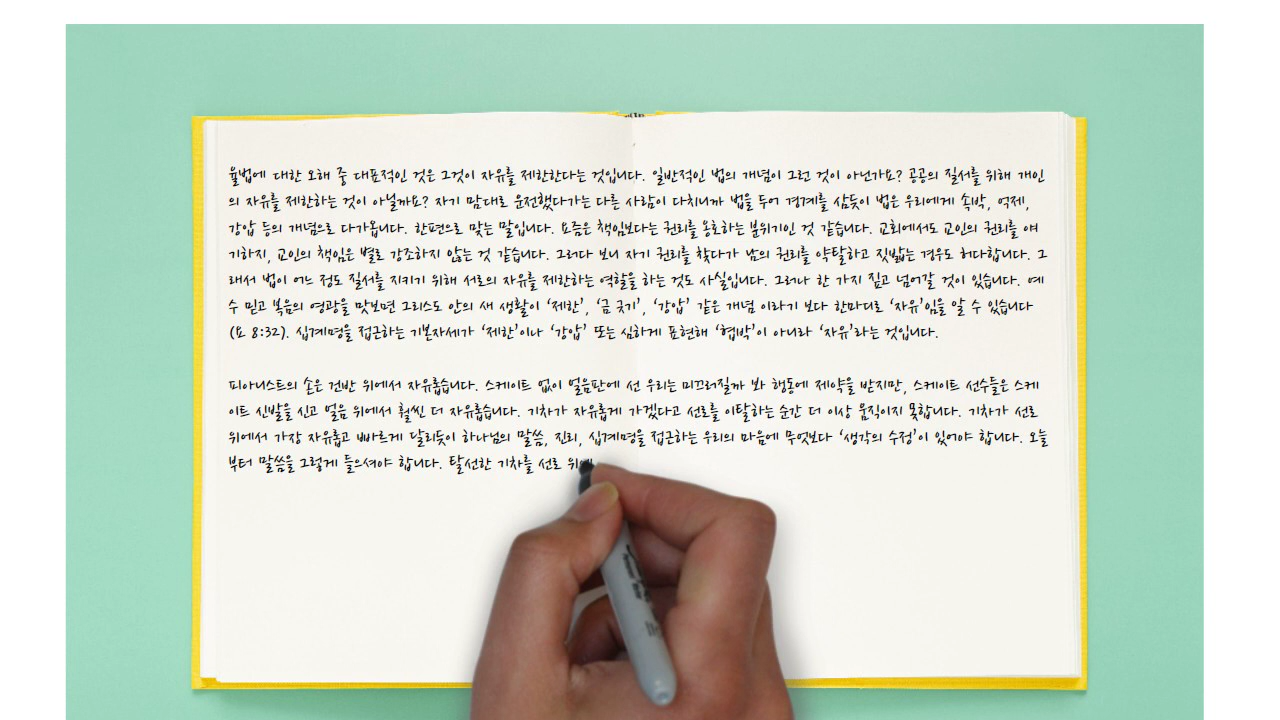 율법에 대한 오해 중 대표적인 것은 그것이 자유를 제한한다는 것입니다. 일반적인 법의 개념이 그런 것이 아닌가요? 공공의 질서를 위해 개인
의 자유를 제한하는 것이 아닐까요? 자기 맘대로 운전했다가는 다른 사람이 다치니까 법을 두어 경계를 삼듯이 법은 우리에게 속박, 억제,
강압 등의 개념으로 다가옵니다. 한편으로 맞는 말입니다. 요즘은 책임보다는 권리를 옹호하는 분위기인 것 같습니다. 교회에서도 교인의 권리를 얘
기하지, 교인의 책임은 별로 강조하지 않는 것 같습니다. 그러다 보니 자기 권리를 찾다가 남의 권리를 약탈하고 짓밟는 경우도 허다합니다. 그
래서 법이 어느 정도 질서를 지키기 위해 서로의 자유를 제한하는 역할을 하는 것도 사실입니다. 그러나 한 가지 짚고 넘어갈 것이 있습니다. 예
수 믿고 복음의 영광을 맛보면 그리스도 안의 새 생활이 ‘제한’, ‘금 긋기’, ‘강압’ 같은 개념 이라기 보다 한마디로 ‘자유’임을 알 수 있습니다
(요 8:32). 십계명을 접근하는 기본자세가 ‘제한’이나 ‘강압’ 또는 심하게 표현해 ‘협박’이 아니라 ‘자유’라는 것입니다.
피아니스트의 손은 건반 위에서 자유롭습니다. 스케이트 없이 얼음판에 선 우리는 미끄러질까 봐 행동에 제약을 받지만, 스케이트 선수들은 스케
이트 신발을 신고 얼음 위에서 훨씬 더 자유롭습니다. 기차가 자유롭게 가겠다고 선로를 이탈하는 순간 더 이상 움직이지 못합니다. 기차가 선로
위에서 가장 자유롭고 빠르게 달리듯이 하나님의 말씀, 진리, 십계명을 접근하는 우리의 마음에 무엇보다 ‘생각의 수정’이 있어야 합니다. 오늘
부터 말씀을 그렇게 들으셔야 합니다. 탈선한 기차를 선로